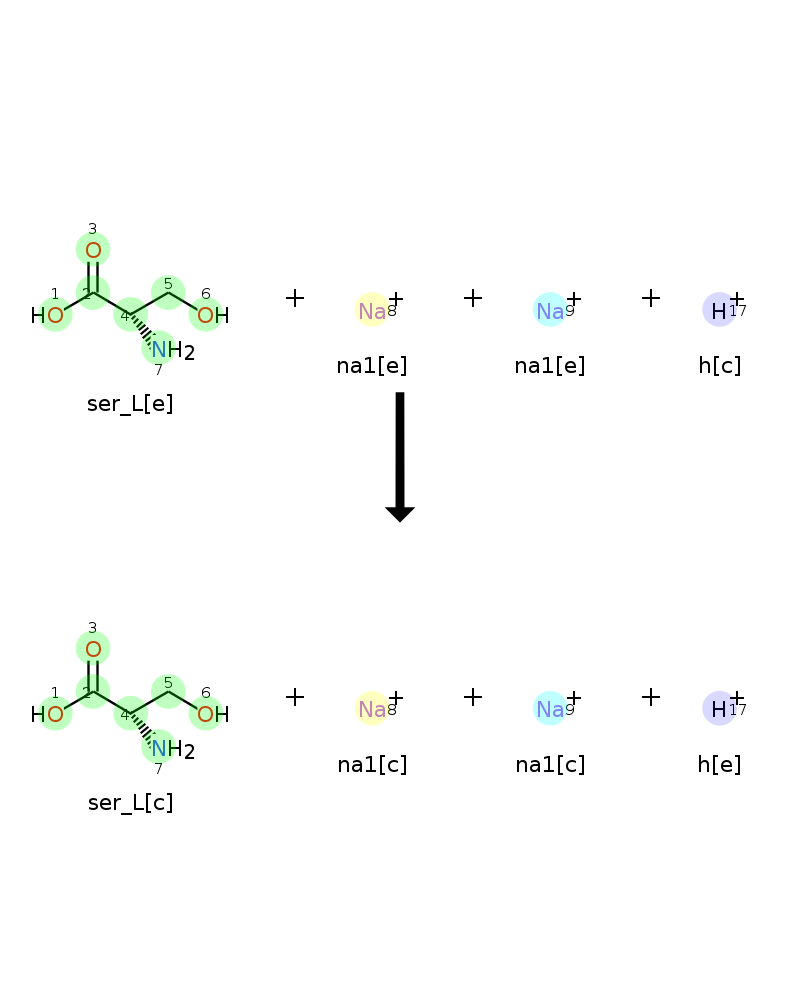 3
O
1 2 5 6
HO 4 OH
NH2
7
+ Na+ 8 + Na+ 9 + H+ 17
ser_L[e] na1[e] na1[e] h[c]
3
O
1 2 5 6
HO 4 OH
NH2
7
+ Na+ 8 + Na+ 9 + H+ 17
ser_L[c] na1[c] na1[c] h[e]